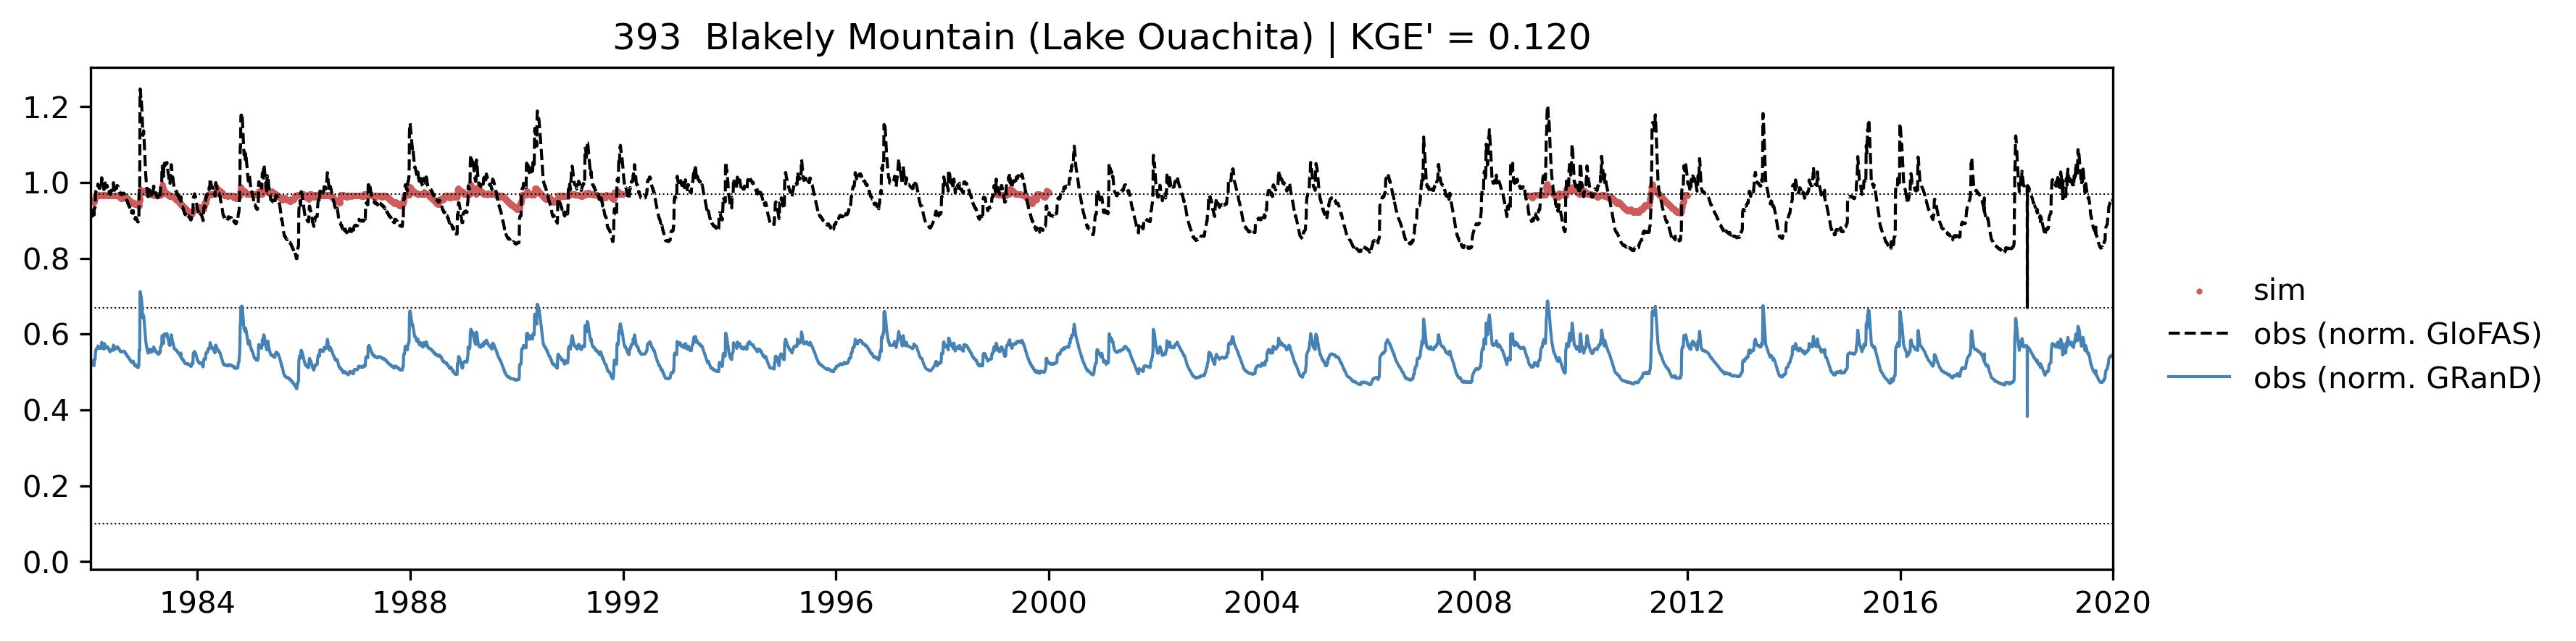 393  Blakely Mountain (Lake Ouachita) | KGE' = 0.120
1.2
1.0
0.8
0.6
0.4
0.2
0.0
1984 1988 1992 1996 2000 2004 2008 2012 2016 2020
sim
obs (norm. GloFAS)
obs (norm. GRanD)